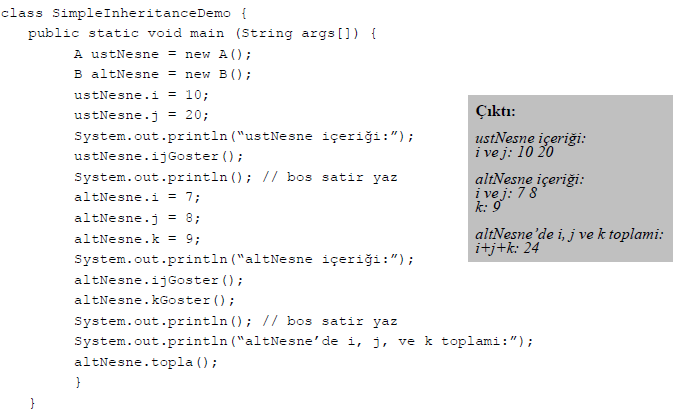 class SimpleInheritanceDemo {
public static void main (String args[]) {
A ustNesne = new A();
B altNesne = new B();
ustNesne.i = 10;
ustNesne.j = 20;
System.out.println(“ustNesne içeriği:”);
ustNesne.ijGoster();
System.out.println(); // bos satir yaz
altNesne.i = 7;
altNesne.j = 8;
altNesne.k = 9;
System.out.println(“altNesne içeriği:”);
altNesne.ijGoster();
altNesne.kGoster();
System.out.println(); // bos satir yaz
System.out.println(“altNesne’de i, j, ve k toplami:”);
altNesne.topla();
}
}
Çıktı:
ustNesne içeriği:
i ve j: 10 20
altNesne içeriği:
i ve j: 7 8
k: 9
altNesne’de i, j ve k toplami:
i+j+k: 24